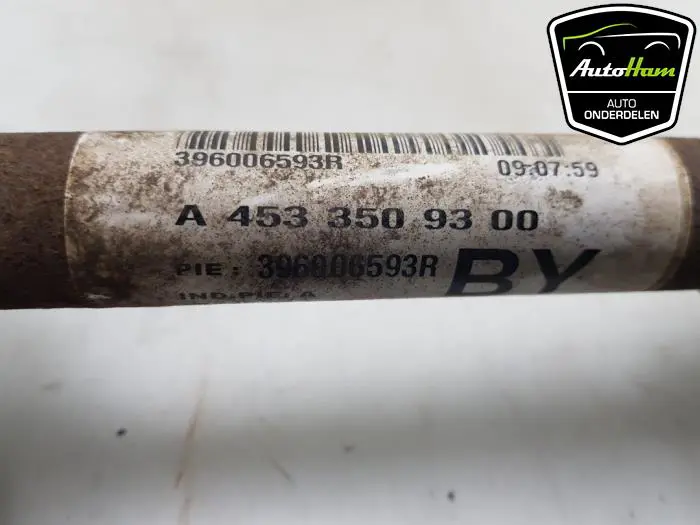 AutoHam
AUTO
ONDERDELEN
396006593R 09:07:59
A 453 350 93 00
PIE: 396006593R BY
IND.PIE: A